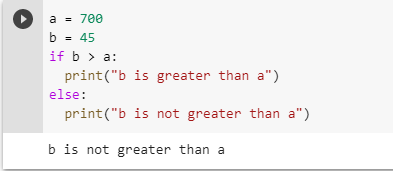 a = 700
b = 45
if b > a:
  print("b is greater than a")
else:
  print("b is not greater than a")
b is not greater than a